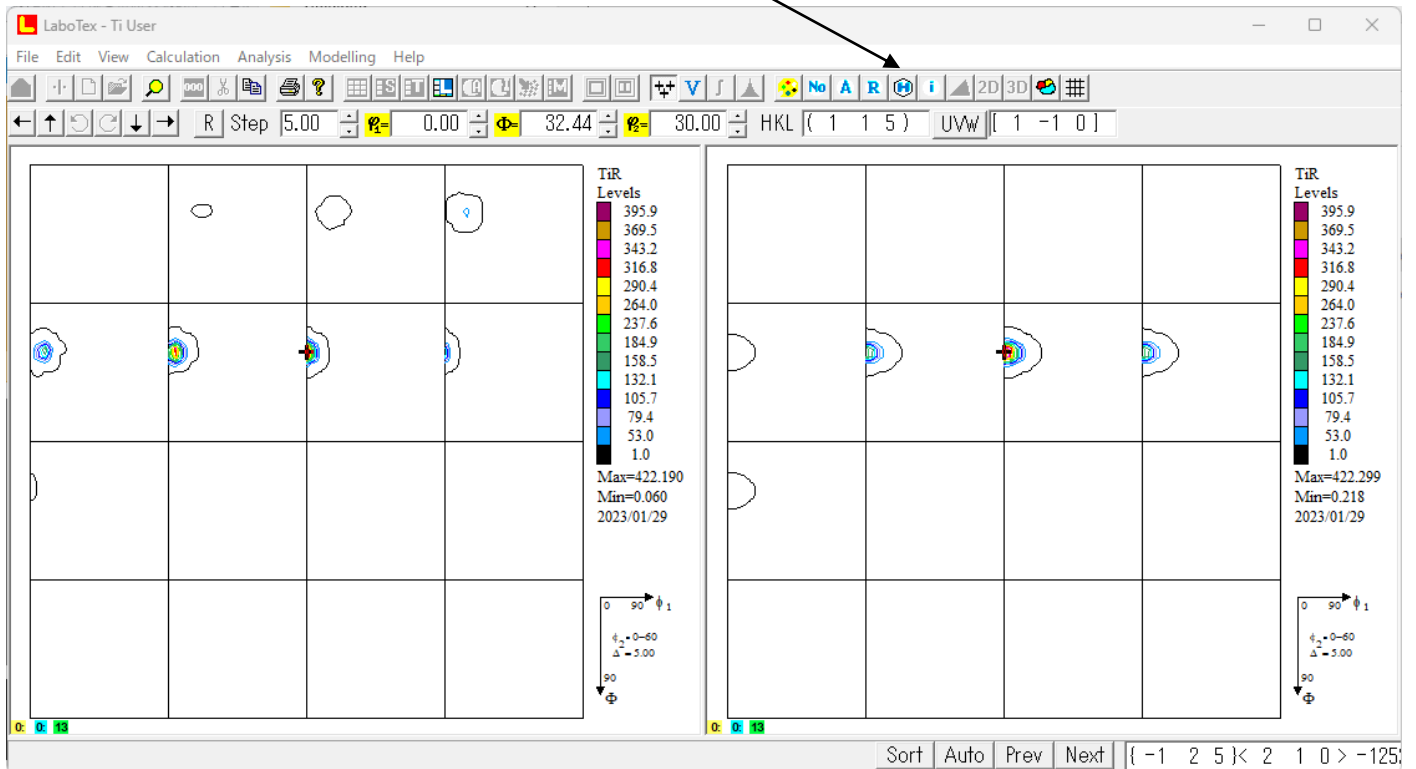 LaboTex - Ti User
File Edit View Calculation Analysis Modelling Help
No A R H i 2D 3D
R Step 5.00 φ1= 0.00 Φ= 32.44 φ2= 30.00 HKL ( 1 1 5 ) UVW [ 1 -1 0 ]
TiR
Levels
395.9
369.5
343.2
316.8
290.4
264.0
237.6
184.9
158.5
132.1
105.7
79.4
53.0
1.0
Max=422.190
Min=0.060
2023/01/29
0 90 ϕ1
ϕ2=0-60
Δ=5.00
90
Φ
0: 0: 13
TiR
Levels
395.9
369.5
343.2
316.8
290.4
264.0
237.6
184.9
158.5
132.1
105.7
79.4
53.0
1.0
Max=422.299
Min=0.218
2023/01/29
0 90 ϕ1
ϕ2=0-60
Δ=5.00
90
Φ
0: 0: 13
Sort Auto Prev Next { -1 2 5 }< 2 1 0 > -125